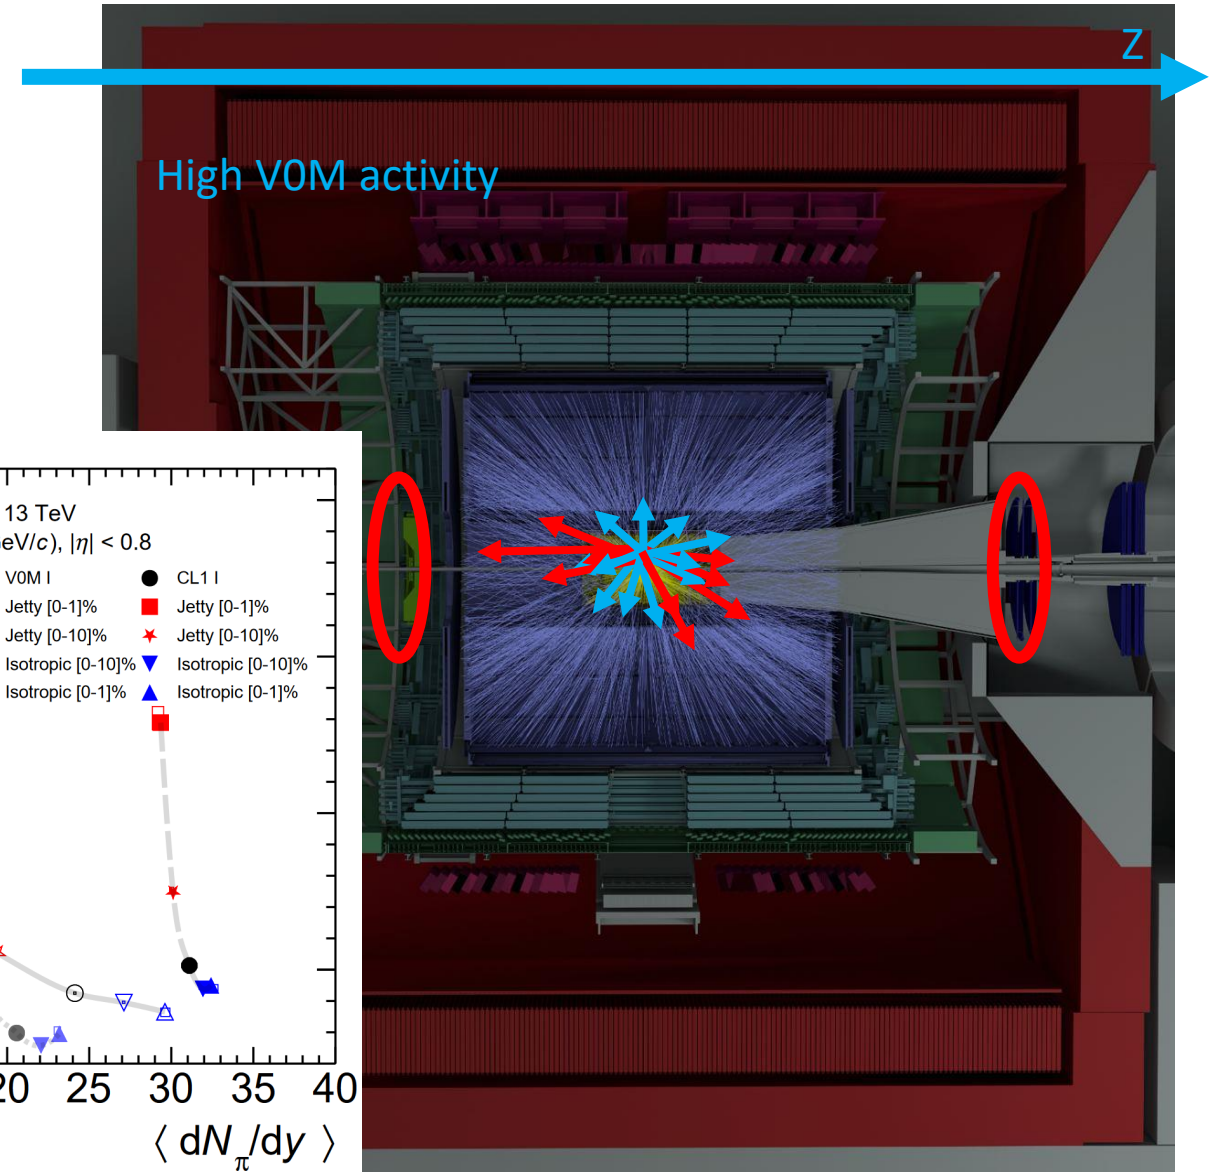 Z
High V0M activity
13 TeV
eV/c), |η| < 0.8
V0M I
CL1 I
Jetty [0-1]%
Jetty [0-1]%
Jetty [0-10]%
Jetty [0-10]%
Isotropic [0-10]%
Isotropic [0-10]%
Isotropic [0-1]%
Isotropic [0-1]%
20 25 30 35 40
⟨ dNπ/dy ⟩